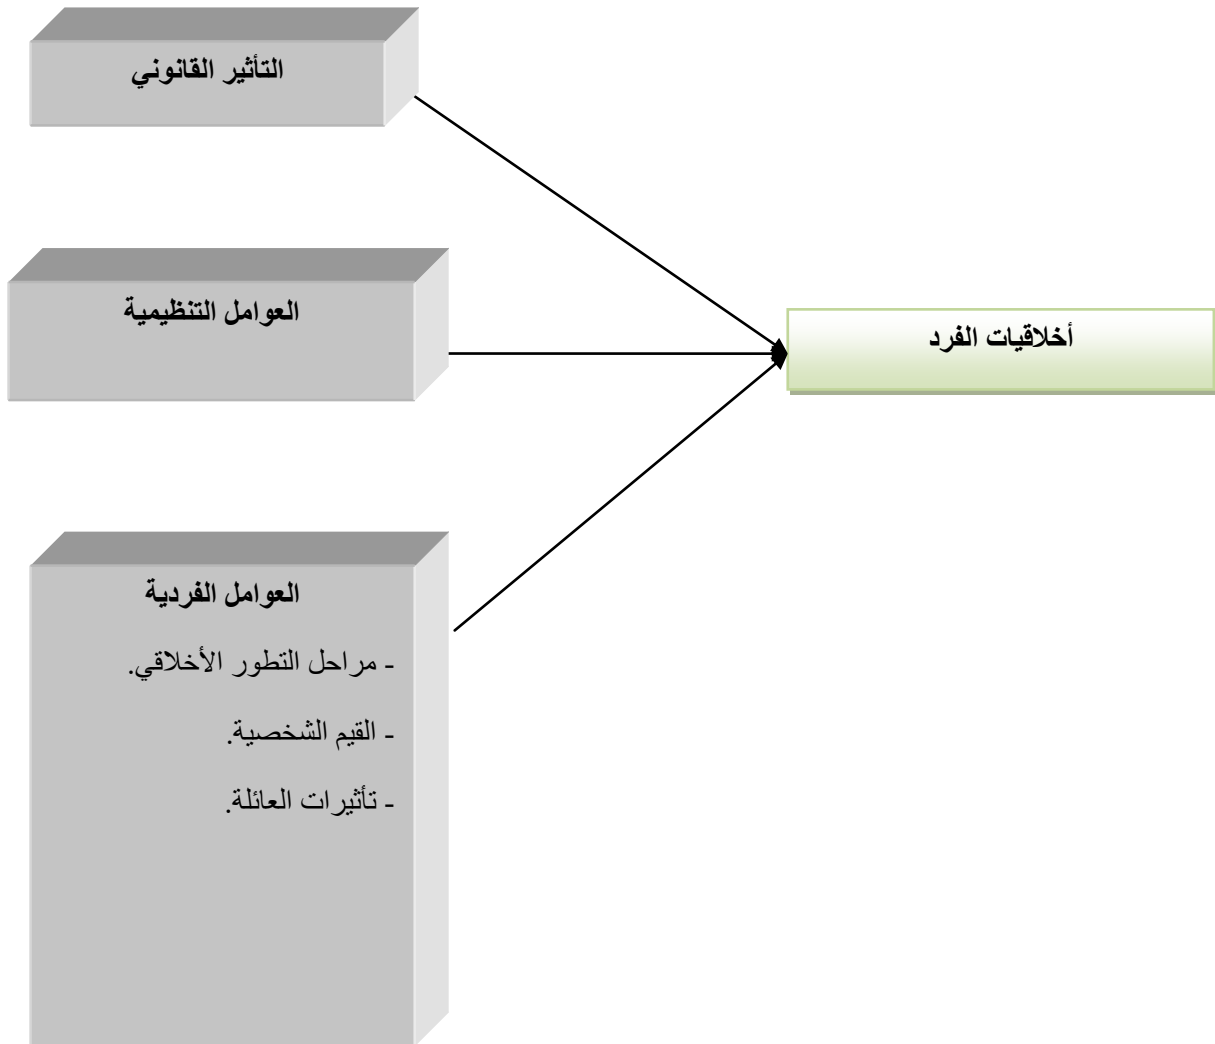 التأثير القانوني
العوامل التنظيمية
أخلاقيات الفرد
العوامل الفردية
- مراحل التطور الأخلاقي.
- القيم الشخصية.
- تأثيرات العائلة.